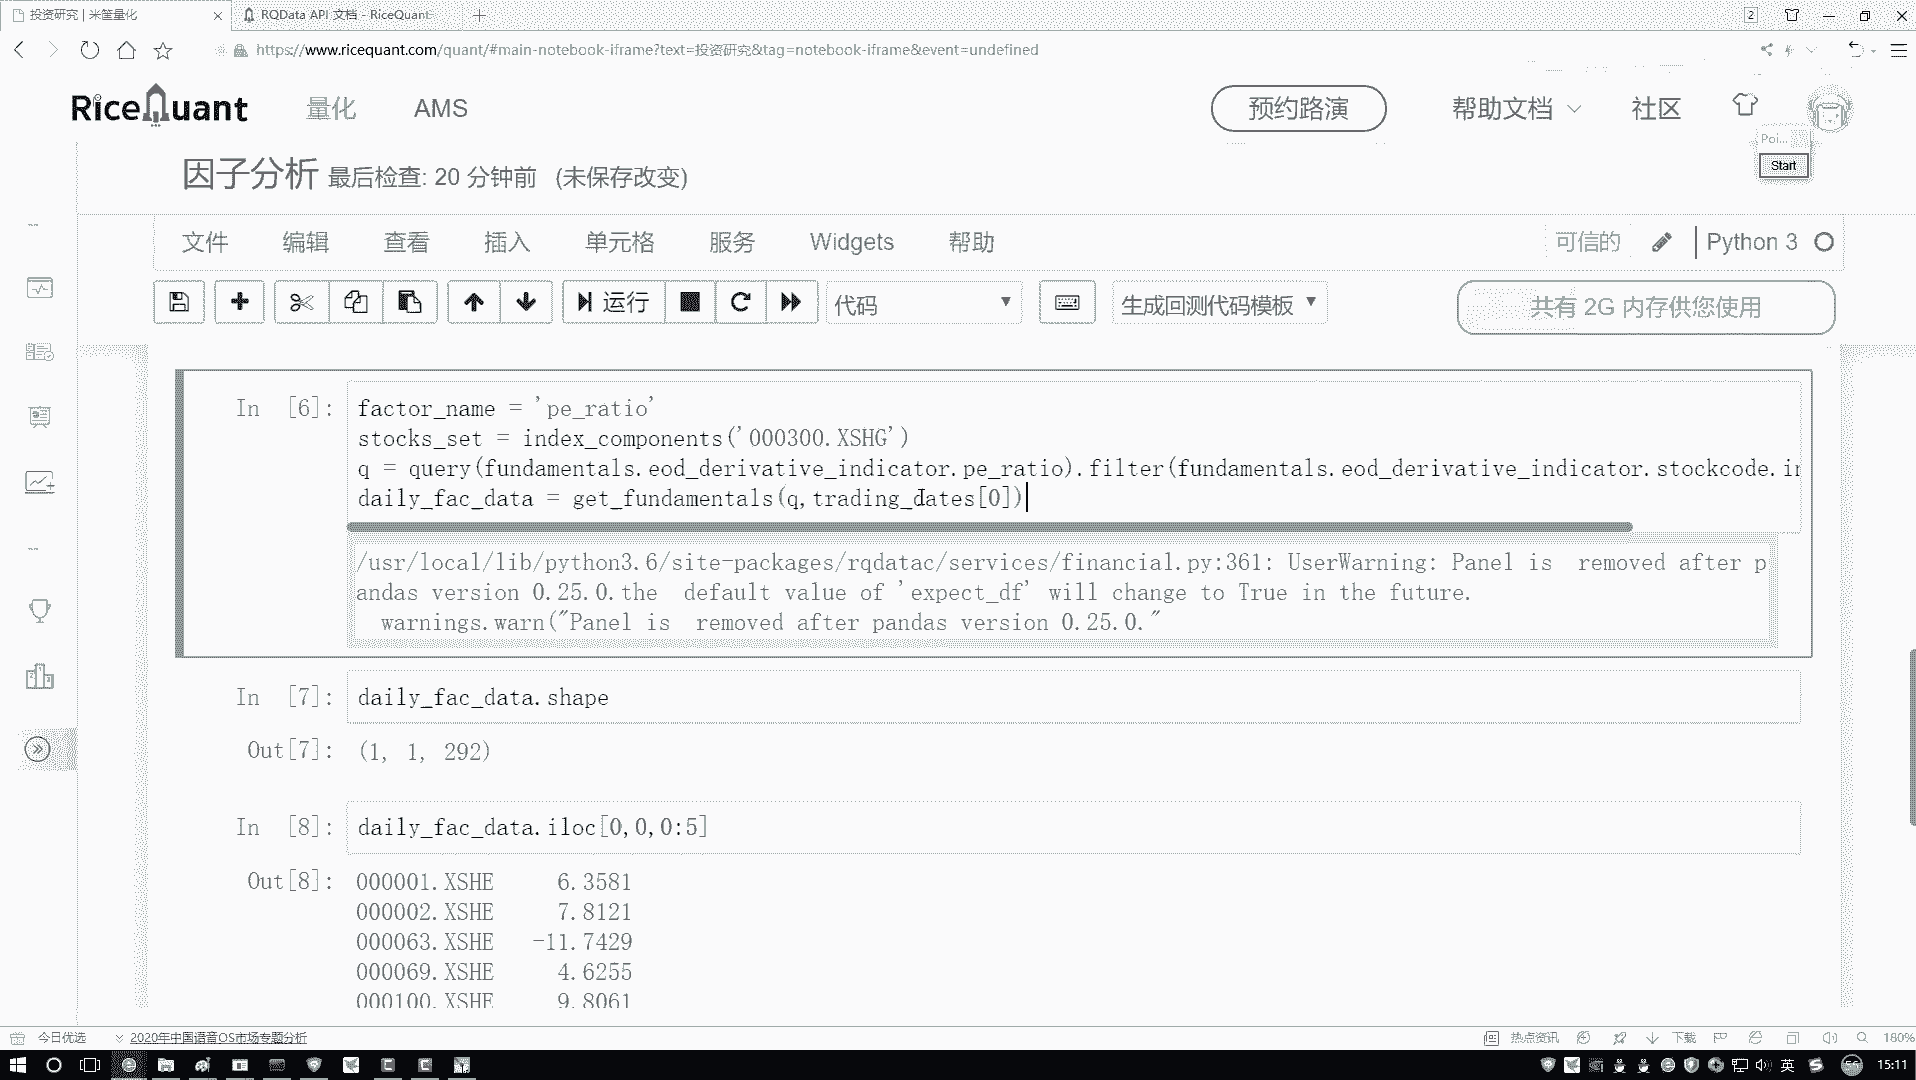 投资研究 | 米筐量化
RQData API 文档 - RiceQuant
2
https://www.ricequant.com/quant/#main-notebook-iframe?text=投资研究&tag=notebook-iframe&event=undefined
RiceQuant
量化
AMS
预约路演
帮助文档
社区
Poi...
Start
因子分析 最后检查: 20 分钟前 (未保存改变)
文件 编辑 查看 插入 单元格 服务 Widgets 帮助
可信的
Python 3
运行
代码
生成回测代码模板
共有 2G 内存供您使用
In [6]:
factor_name = 'pe_ratio'
stocks_set = index_components('000300.XSHG')
q = query(fundamentals.eod_derivative_indicator.pe_ratio).filter(fundamentals.eod_derivative_indicator.stockcode.in
daily_fac_data = get_fundamentals(q,trading_dates[0])
/usr/local/lib/python3.6/site-packages/rqdatac/services/financial.py:361: UserWarning: Panel is  removed after p
andas version 0.25.0.the  default value of 'expect_df' will change to True in the future.
warnings.warn("Panel is  removed after pandas version 0.25.0."
In [7]:
daily_fac_data.shape
Out[7]: (1, 1, 292)
In [8]:
daily_fac_data.iloc[0,0,0:5]
Out[8]:
000001.XSHE 6.3581
000002.XSHE 7.8121
000063.XSHE -11.7429
000069.XSHE 4.6255
000100.XSHE 9.8061
今日优选
2020年中国语音OS市场专题分析
热点资讯
下载
180%
英
15:11